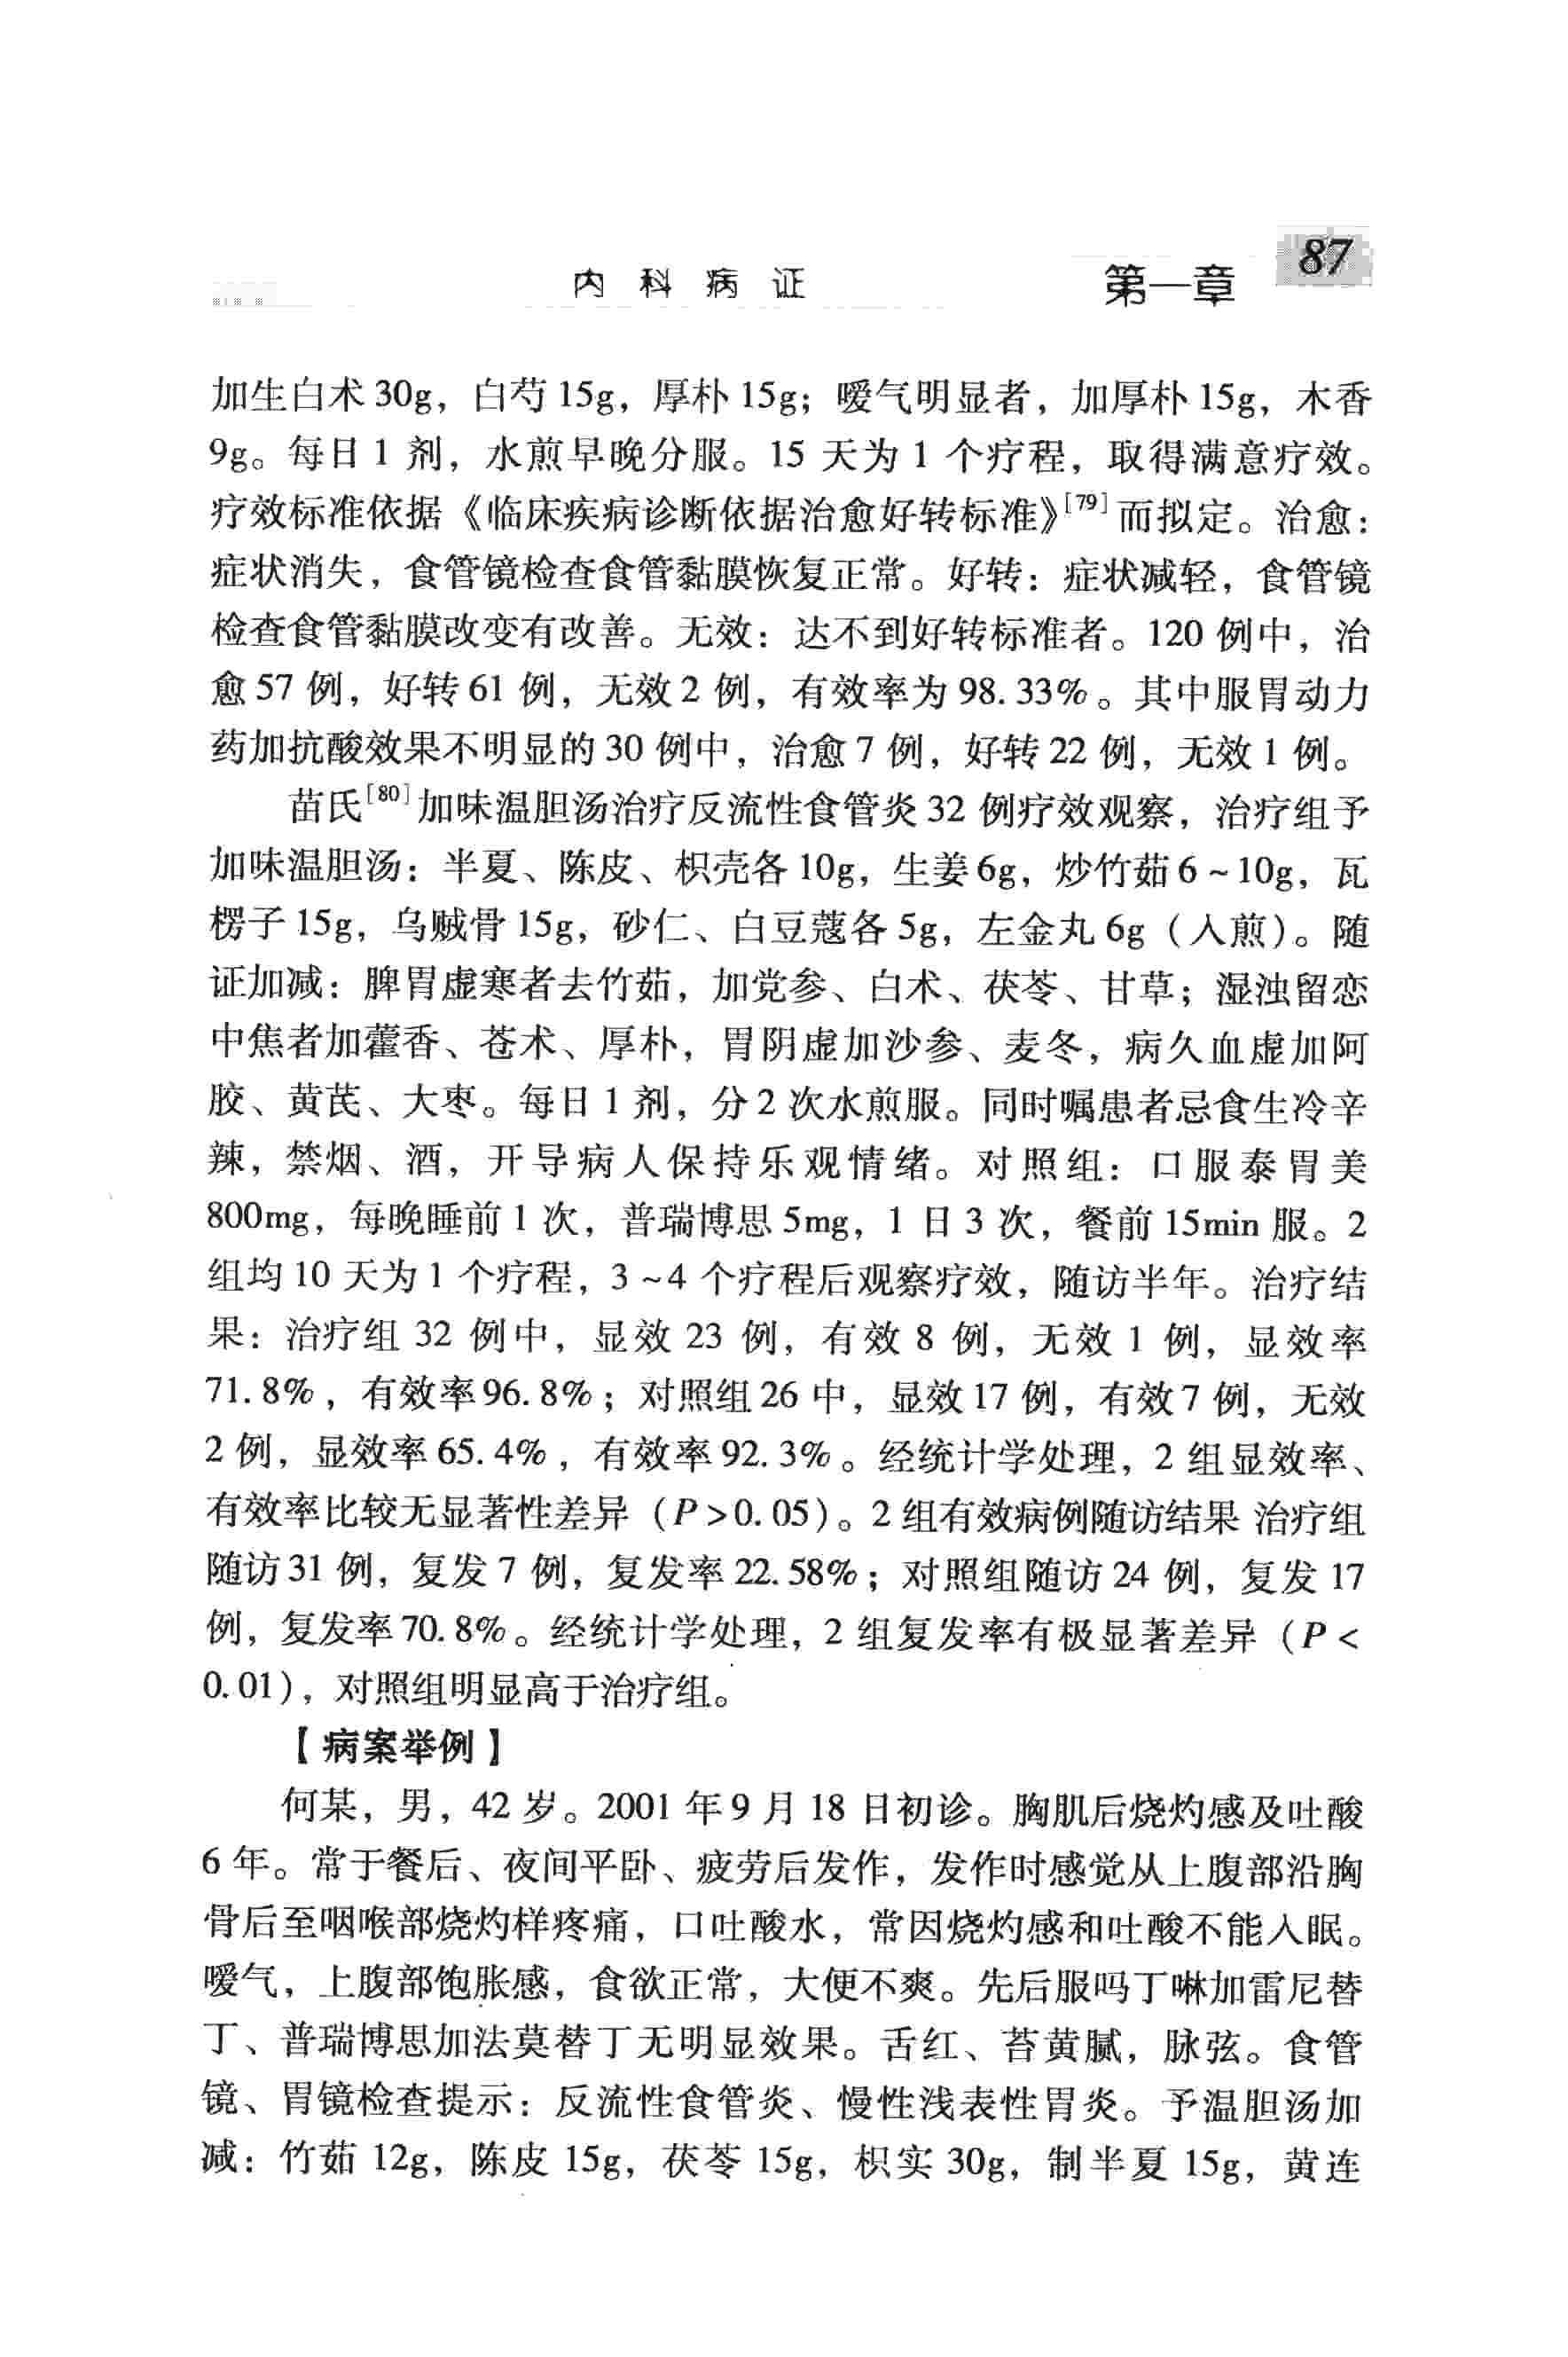 内科病证 第一章 87
加生白术 30g，白芍 15g，厚朴 15g；嗳气明显者，加厚朴 15g，木香
9g。每日 1 剂，水煎早晚分服。15 天为 1 个疗程，取得满意疗效。
疗效标准依据《临床疾病诊断依据治愈好转标准》[79]而拟定。治愈：
症状消失，食管镜检查食管黏膜恢复正常。好转：症状减轻，食管镜
检查食管黏膜改变有改善。无效：达不到好转标准者。120 例中，治
愈 57 例，好转 61 例，无效 2 例，有效率为 98.33%。其中服胃动力
药加抗酸效果不明显的 30 例中，治愈 7 例，好转 22 例，无效 1 例。
苗氏[80]加味温胆汤治疗反流性食管炎 32 例疗效观察，治疗组予
加味温胆汤：半夏、陈皮、枳壳各 10g，生姜 6g，炒竹茹 6～10g，瓦
楞子 15g，乌贼骨 15g，砂仁、白豆蔻各 5g，左金丸 6g（入煎）。随
证加减：脾胃虚寒者去竹茹，加党参、白术、茯苓、甘草；湿浊留恋
中焦者加藿香、苍术、厚朴，胃阴虚加沙参、麦冬，病久血虚加阿
胶、黄芪、大枣。每日 1 剂，分 2 次水煎服。同时嘱患者忌食生冷辛
辣，禁烟、酒，开导病人保持乐观情绪。对照组：口服泰胃美
800mg，每晚睡前 1 次，普瑞博思 5mg，1 日 3 次，餐前 15min 服。2
组均 10 天为 1 个疗程，3～4 个疗程后观察疗效，随访半年。治疗结
果：治疗组 32 例中，显效 23 例，有效 8 例，无效 1 例，显效率
71.8%，有效率 96.8%；对照组 26 中，显效 17 例，有效 7 例，无效
2 例，显效率 65.4%，有效率 92.3%。经统计学处理，2 组显效率、
有效率比较无显著性差异（P＞0.05）。2 组有效病例随访结果 治疗组
随访 31 例，复发 7 例，复发率 22.58%；对照组随访 24 例，复发 17
例，复发率 70.8%。经统计学处理，2 组复发率有极显著差异（P＜
0.01），对照组明显高于治疗组。
【病案举例】
何某，男，42 岁。2001 年 9 月 18 日初诊。胸肌后烧灼感及吐酸
6 年。常于餐后、夜间平卧、疲劳后发作，发作时感觉从上腹部沿胸
骨后至咽喉部烧灼样疼痛，口吐酸水，常因烧灼感和吐酸不能入眠。
嗳气，上腹部饱胀感，食欲正常，大便不爽。先后服吗丁啉加雷尼替
丁、普瑞博思加法莫替丁无明显效果。舌红、苔黄腻，脉弦。食管
镜、胃镜检查提示：反流性食管炎、慢性浅表性胃炎。予温胆汤加
减：竹茹 12g，陈皮 15g，茯苓 15g，枳实 30g，制半夏 15g，黄连